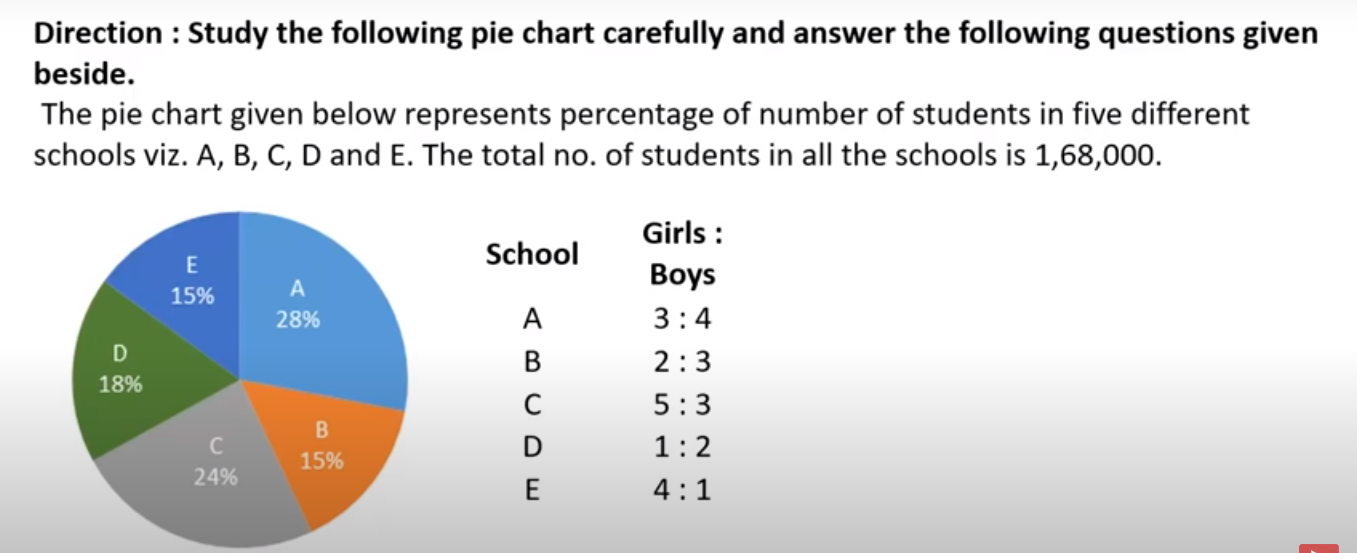 Direction : Study the following pie chart carefully and answer the following questions given
beside.
The pie chart given below represents percentage of number of students in five different
schools viz. A, B, C, D and E. The total no. of students in all the schools is 1,68,000.
E
15%
A
28%
D
18%
C
24%
B
15%
School Girls :
Boys
A 3 : 4
B 2 : 3
C 5 : 3
D 1 : 2
E 4 : 1